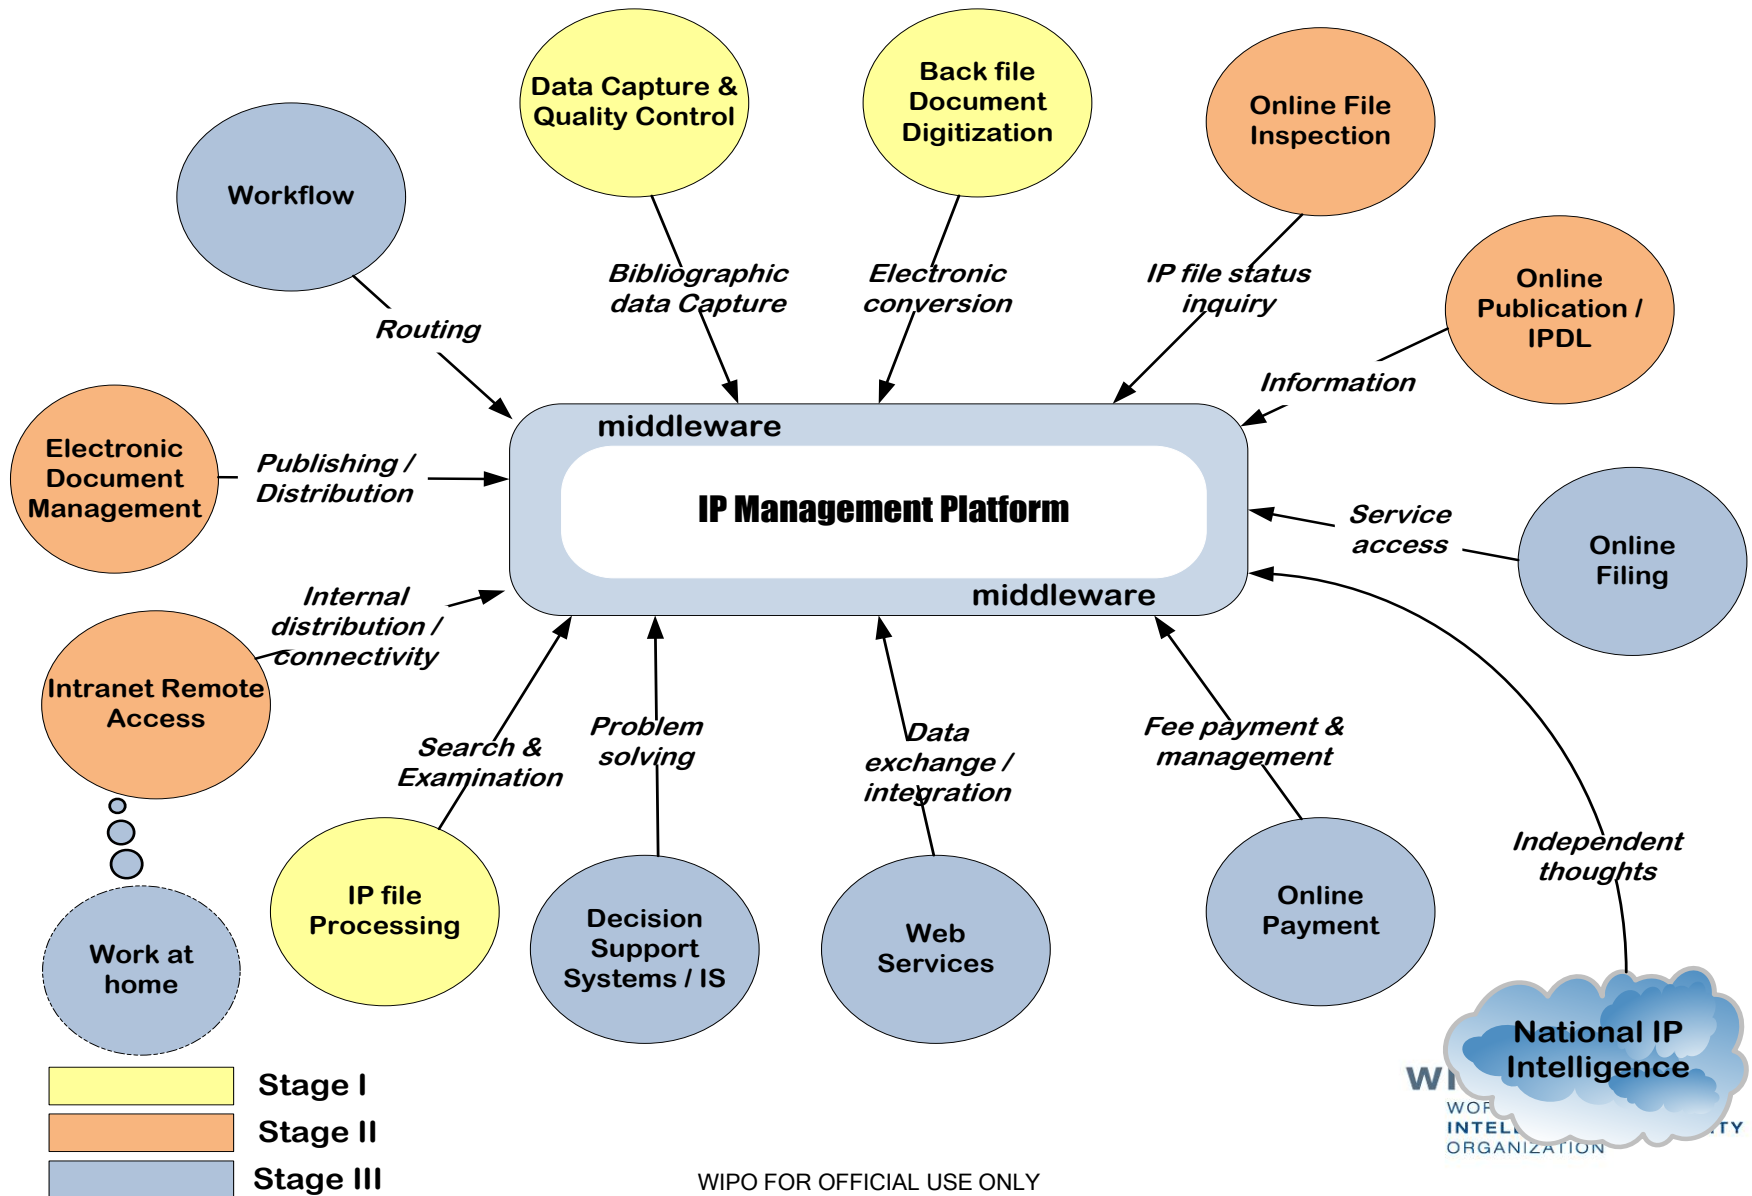 Data Capture &
Quality Control
Back file
Document
Digitization
Online File
Inspection
Workflow
Bibliographic
data Capture
Electronic
conversion
IP file status
inquiry
Online
Publication /
IPDL
Routing
Information
middleware
Electronic
Document
Management
Publishing /
Distribution
IP Management Platform
Service
access
Online
Filing
middleware
Internal
distribution /
connectivity
Intranet Remote
Access
Search &
Examination
Problem
solving
Data
exchange /
integration
Fee payment &
management
Independent
thoughts
IP file
Processing
Decision
Support
Systems / IS
Web
Services
Online
Payment
Work at
home
National IP
Intelligence
ORGANIZATION
Stage I
Stage II
Stage III
WIPO FOR OFFICIAL USE ONLY